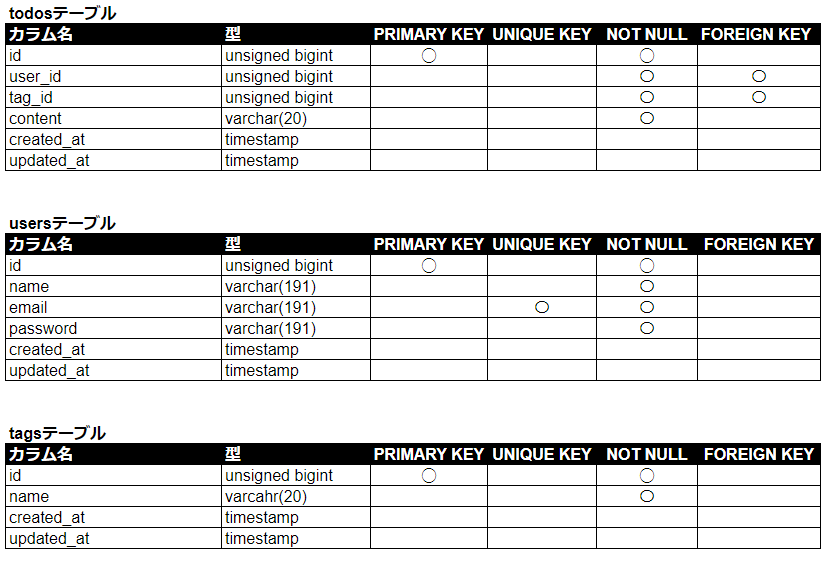 todosテーブル
カラム名 型 PRIMARY KEY UNIQUE KEY NOT NULL FOREIGN KEY
id unsigned bigint 〇 〇
user_id unsigned bigint 〇 〇
tag_id unsigned bigint 〇 〇
content varchar(20) 〇
created_at timestamp
updated_at timestamp
usersテーブル
カラム名 型 PRIMARY KEY UNIQUE KEY NOT NULL FOREIGN KEY
id unsigned bigint 〇 〇
name varchar(191) 〇
email varchar(191) 〇 〇
password varchar(191) 〇
created_at timestamp
updated_at timestamp
tagsテーブル
カラム名 型 PRIMARY KEY UNIQUE KEY NOT NULL FOREIGN KEY
id unsigned bigint 〇 〇
name varcahr(20) 〇
created_at timestamp
updated_at timestamp